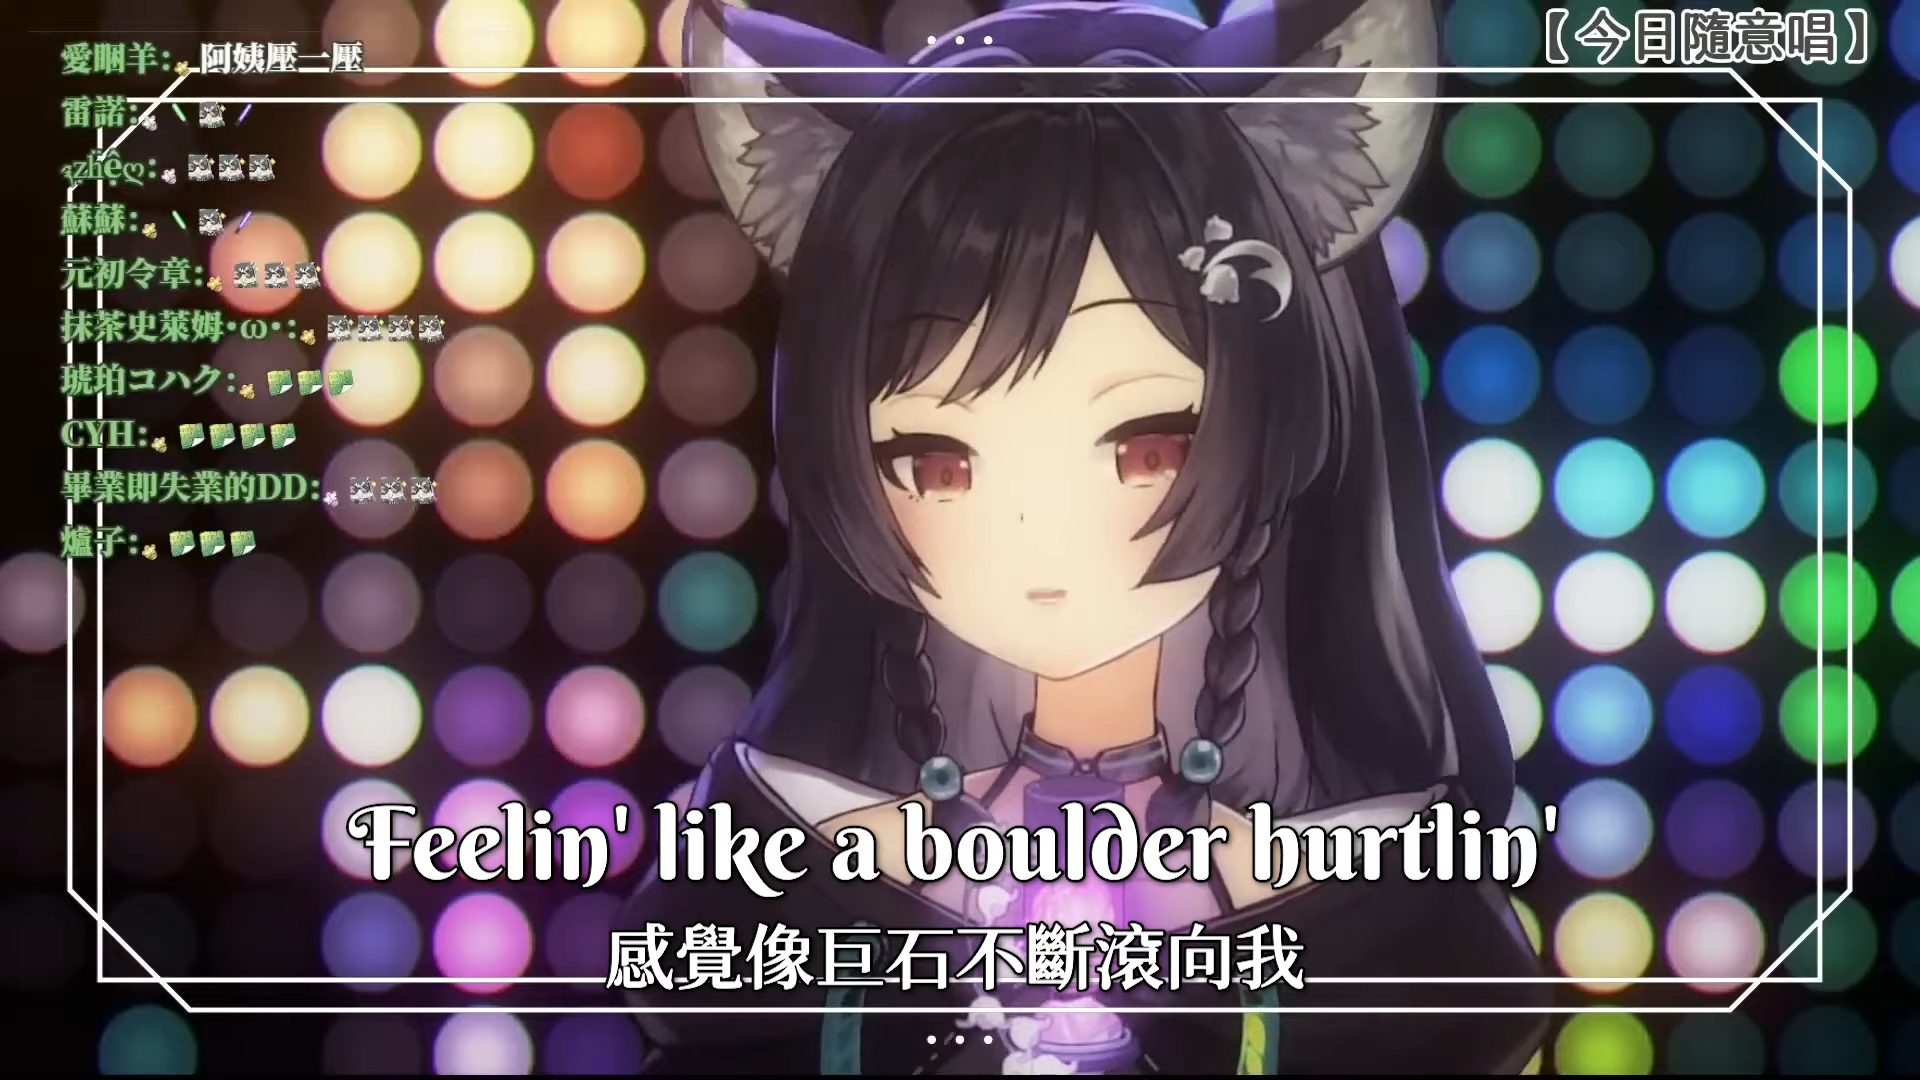 【今日隨意唱】
愛睏羊: 阿姨壓一壓
雷諾:
蘇蘇:
元初令章:
抹茶史萊姆•ω•:
琥珀コハク:
CYH:
畢業即失業的DD:
爐子:
Feelin' like a boulder hurtlin'
感覺像巨石不斷滾向我